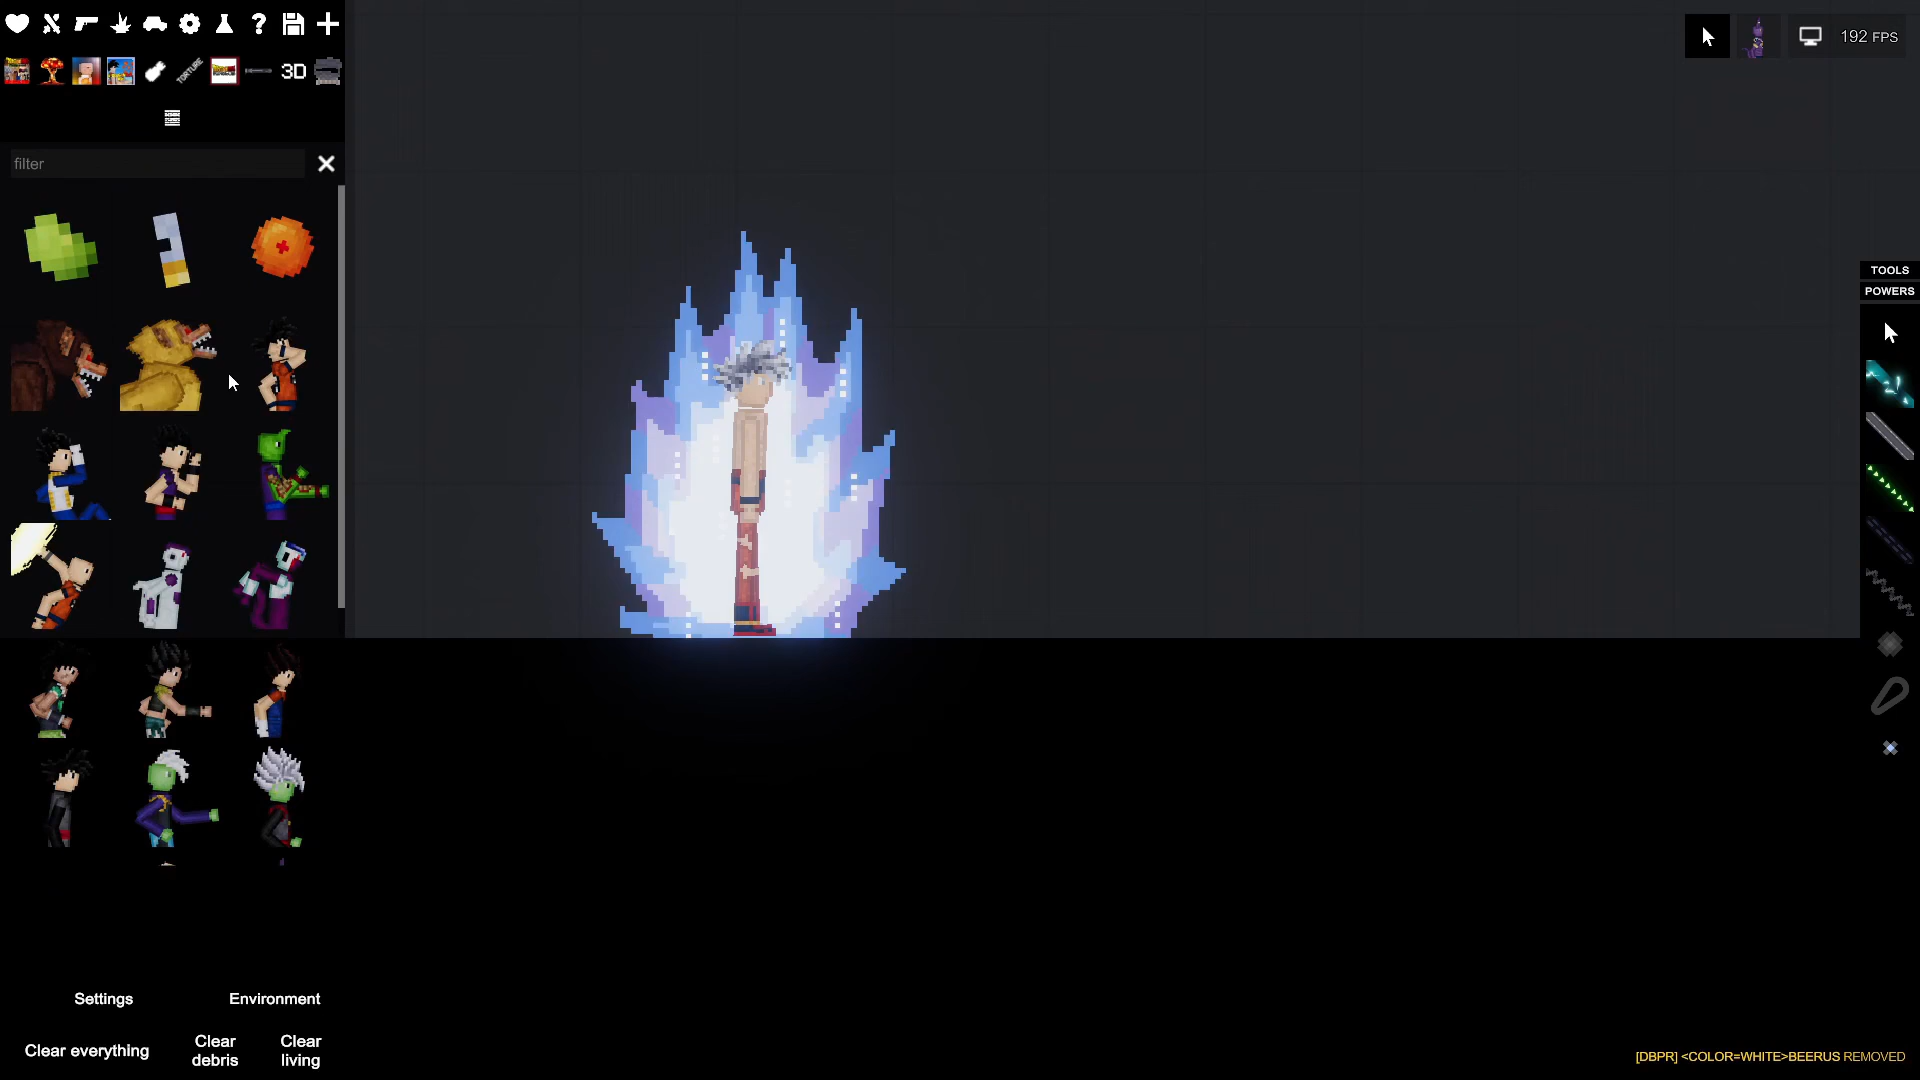 192 FPS
TORTURE
3D
filter
TOOLS
POWERS
Settings
Environment
Clear everything
Clear debris
Clear living
[DBPR] <COLOR=WHITE>BEERUS REMOVED